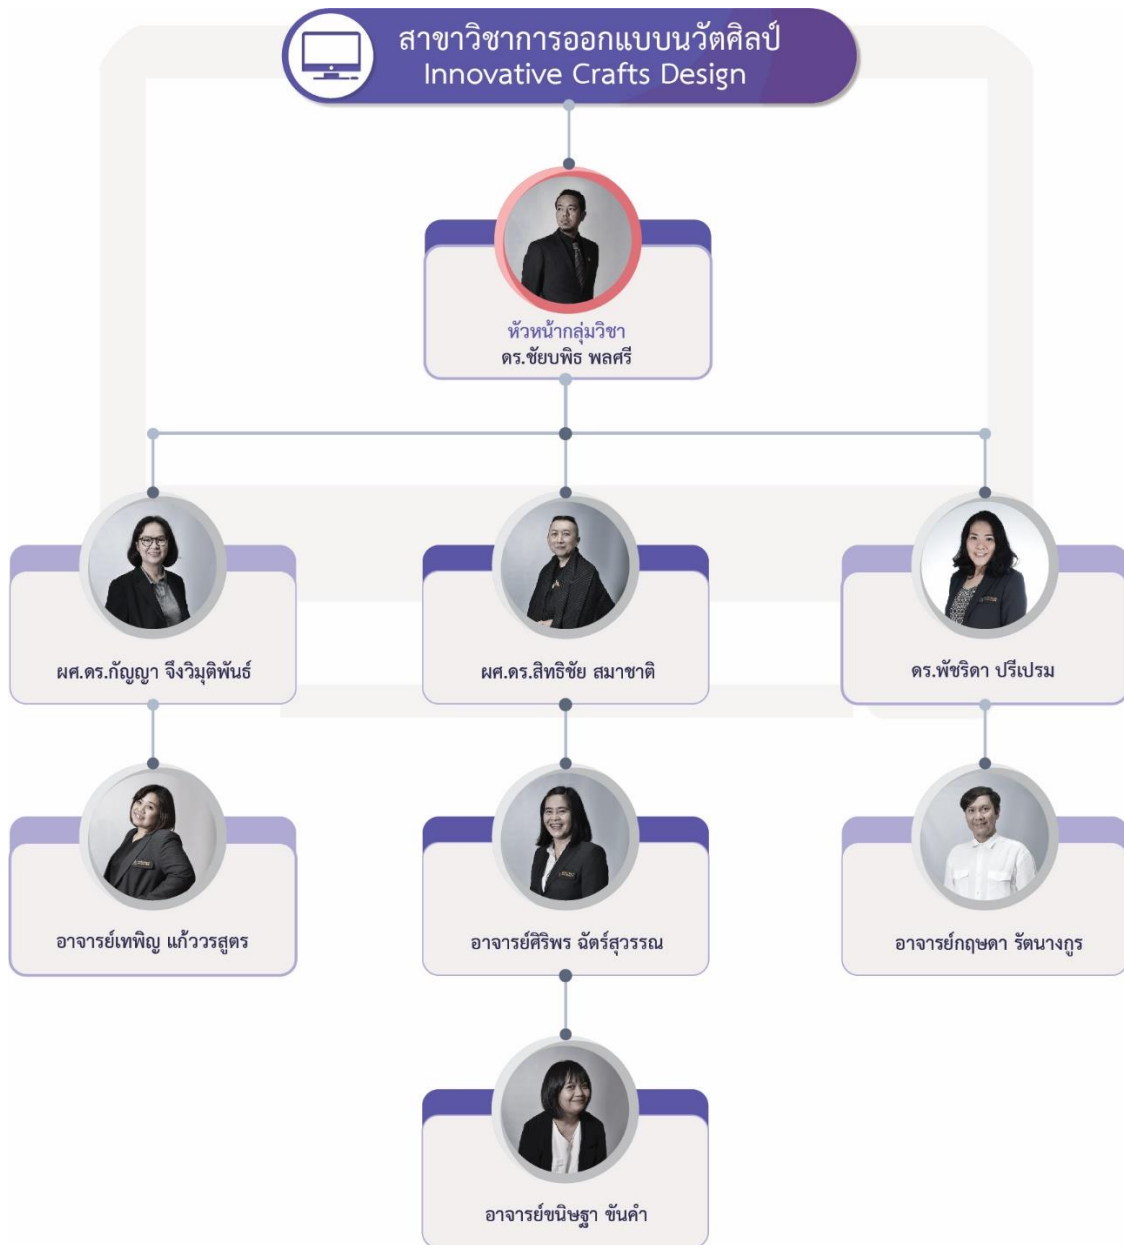 สาขาวิชาการออกแบบนวัตศิลป์
Innovative Crafts Design
หัวหน้ากลุ่มวิชา
ดร.ชัยบพิธ พลศรี
ผศ.ดร.กัญญา จึงวิมุติพันธ์
ผศ.ดร.สิทธิชัย สมาชาติ
ดร.พัชริดา ปรีเปรม
อาจารย์เทพิญ แก้ววรสูตร
อาจารย์ศิริพร ฉัตร์สุวรรณ
อาจารย์กฤษดา รัตนางกูร
อาจารย์ขนิษฐา ขันคำ